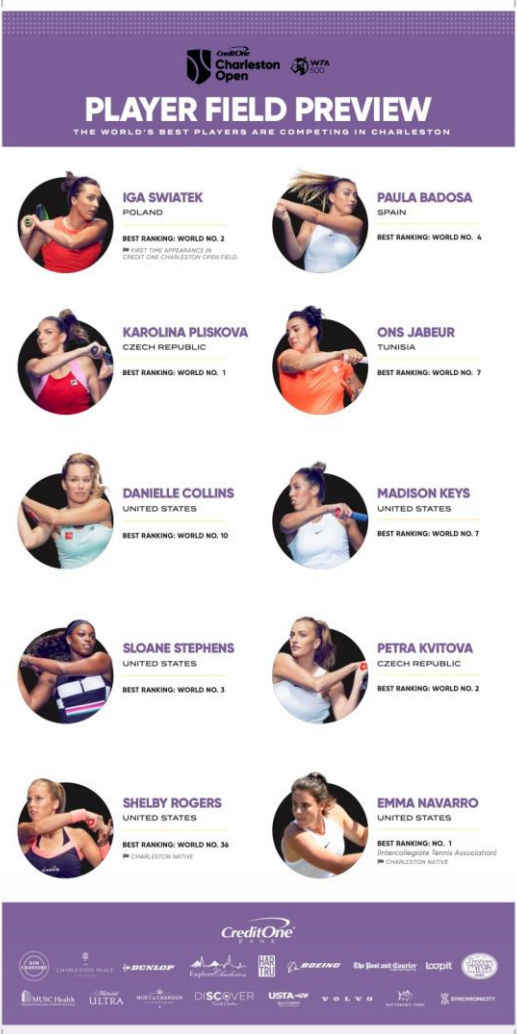 CreditOne
Charleston
Open
WTA
500
PLAYER FIELD PREVIEW
THE WORLD'S BEST PLAYERS ARE COMPETING IN CHARLESTON
IGA SWIATEK
POLAND
BEST RANKING: WORLD NO. 2
FIRST TIME APPEARANCE IN
CREDIT ONE CHARLESTON OPEN FIELD
PAULA BADOSA
SPAIN
BEST RANKING: WORLD NO. 4
KAROLINA PLISKOVA
CZECH REPUBLIC
BEST RANKING: WORLD NO. 1
ONS JABEUR
TUNISIA
BEST RANKING: WORLD NO. 7
DANIELLE COLLINS
UNITED STATES
BEST RANKING: WORLD NO. 10
MADISON KEYS
UNITED STATES
BEST RANKING: WORLD NO. 7
SLOANE STEPHENS
UNITED STATES
BEST RANKING: WORLD NO. 3
PETRA KVITOVA
CZECH REPUBLIC
BEST RANKING: WORLD NO. 2
SHELBY ROGERS
UNITED STATES
BEST RANKING: WORLD NO. 36
CHARLESTON NATIVE
EMMA NAVARRO
UNITED STATES
BEST RANKING: NO. 1
(Intercollegiate Tennis Association)
CHARLESTON NATIVE
CreditOne
BANK
KIM
CRAWFORD
CHARLESTON PLACE
DUNLOP
Explore Charleston
HAR
TRU
BOEING
The Post and Courier
loopit
MUSC Health
Michelob
ULTRA
MOËT & CHANDON
DISCOVER
USTA
VOLVO
SYNCHRONICITY